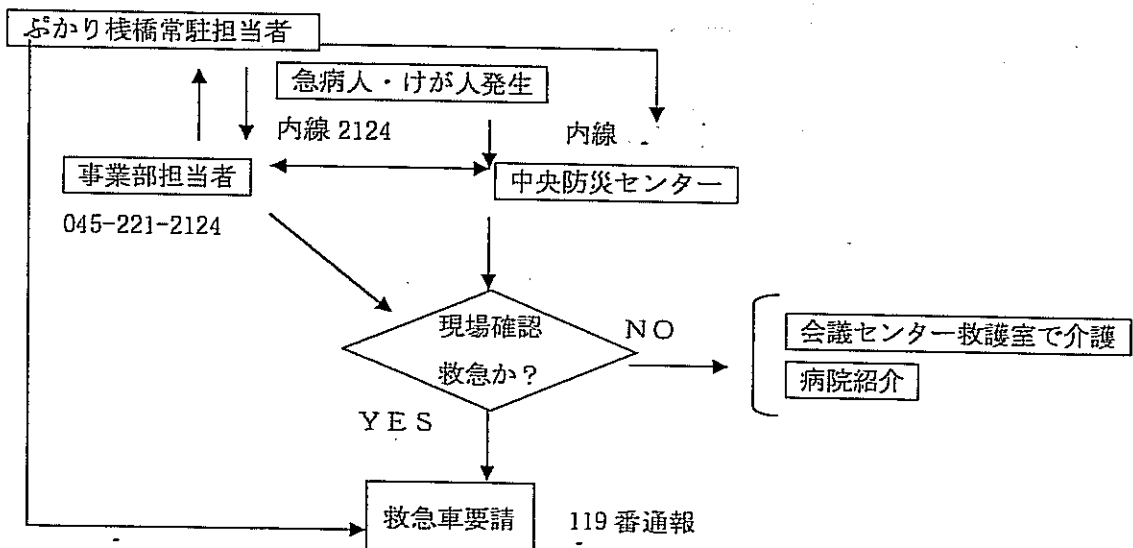 ぷかり桟橋常駐担当者
急病人・けが人発生
内線 2124
内線
事業部担当者
中央防災センター
045-221-2124
現場確認
救急か？
NO
会議センター救護室で介護
病院紹介
YES
救急車要請
119番通報